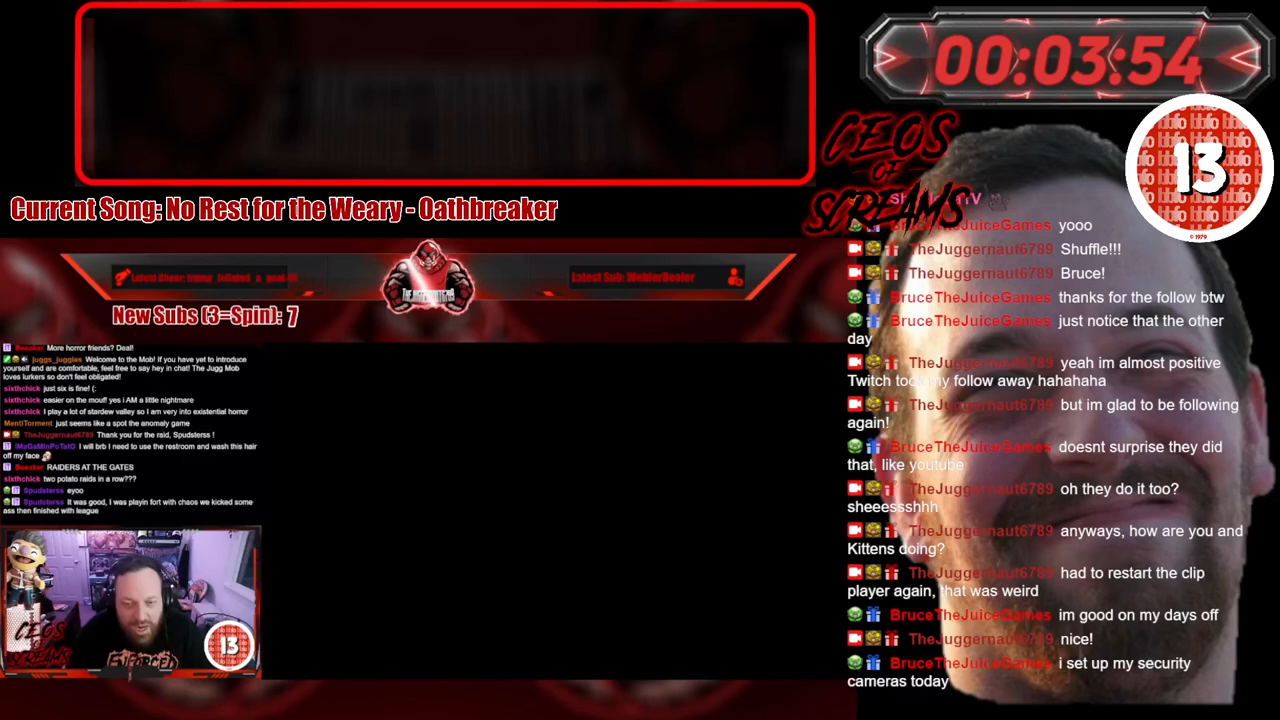 00:03:54
CEOS
OF
SCREAMS
13
© 1979
Current Song: No Rest for the Weary - Oathbreaker
Latest Cheer:
Latest Sub: WehlerDealer
THEJUGGERNAUT6789
New Subs (3=Spin): 7
Beezker More horror friends? Deal!
juggs_juggles Welcome to the Mob! If you have yet to introduce
yourself and are comfortable, feel free to say hey in chat! The Jugg Mob
loves lurkers so don't feel obligated!
sixthchick just six is fine! (:
sixthchick easier on the mouf! yes i AM a little nightmare
sixthchick I play a lot of stardew valley so I am very into existential horror
MentlTorment just seems like a spot the anomaly game
TheJuggernaut6789 Thank you for the raid, Spudsterss !
IMaGaMinPoTatO I will brb I need to use the restroom and wash this hair
off my face
Beezker RAIDERS AT THE GATES
sixthchick two potato raids in a row???
Spudsterss eyoo
Spudsterss It was good, I was playin fort with chaos we kicked some
ass then finished with league
CEOS
OF
SCREAMS
13
ENFORCED
BruceTheJuiceGames yooo
TheJuggernaut6789 Shuffle!!!
TheJuggernaut6789 Bruce!
BruceTheJuiceGames thanks for the follow btw
BruceTheJuiceGames just notice that the other
day
TheJuggernaut6789 yeah im almost positive
Twitch took my follow away hahahaha
TheJuggernaut6789 but im glad to be following
again!
BruceTheJuiceGames doesnt surprise they did
that, like youtube
TheJuggernaut6789 oh they do it too?
sheeessshhh
TheJuggernaut6789 anyways, how are you and
Kittens doing?
TheJuggernaut6789 had to restart the clip
player again, that was weird
BruceTheJuiceGames im good on my days off
TheJuggernaut6789 nice!
BruceTheJuiceGames i set up my security
cameras today